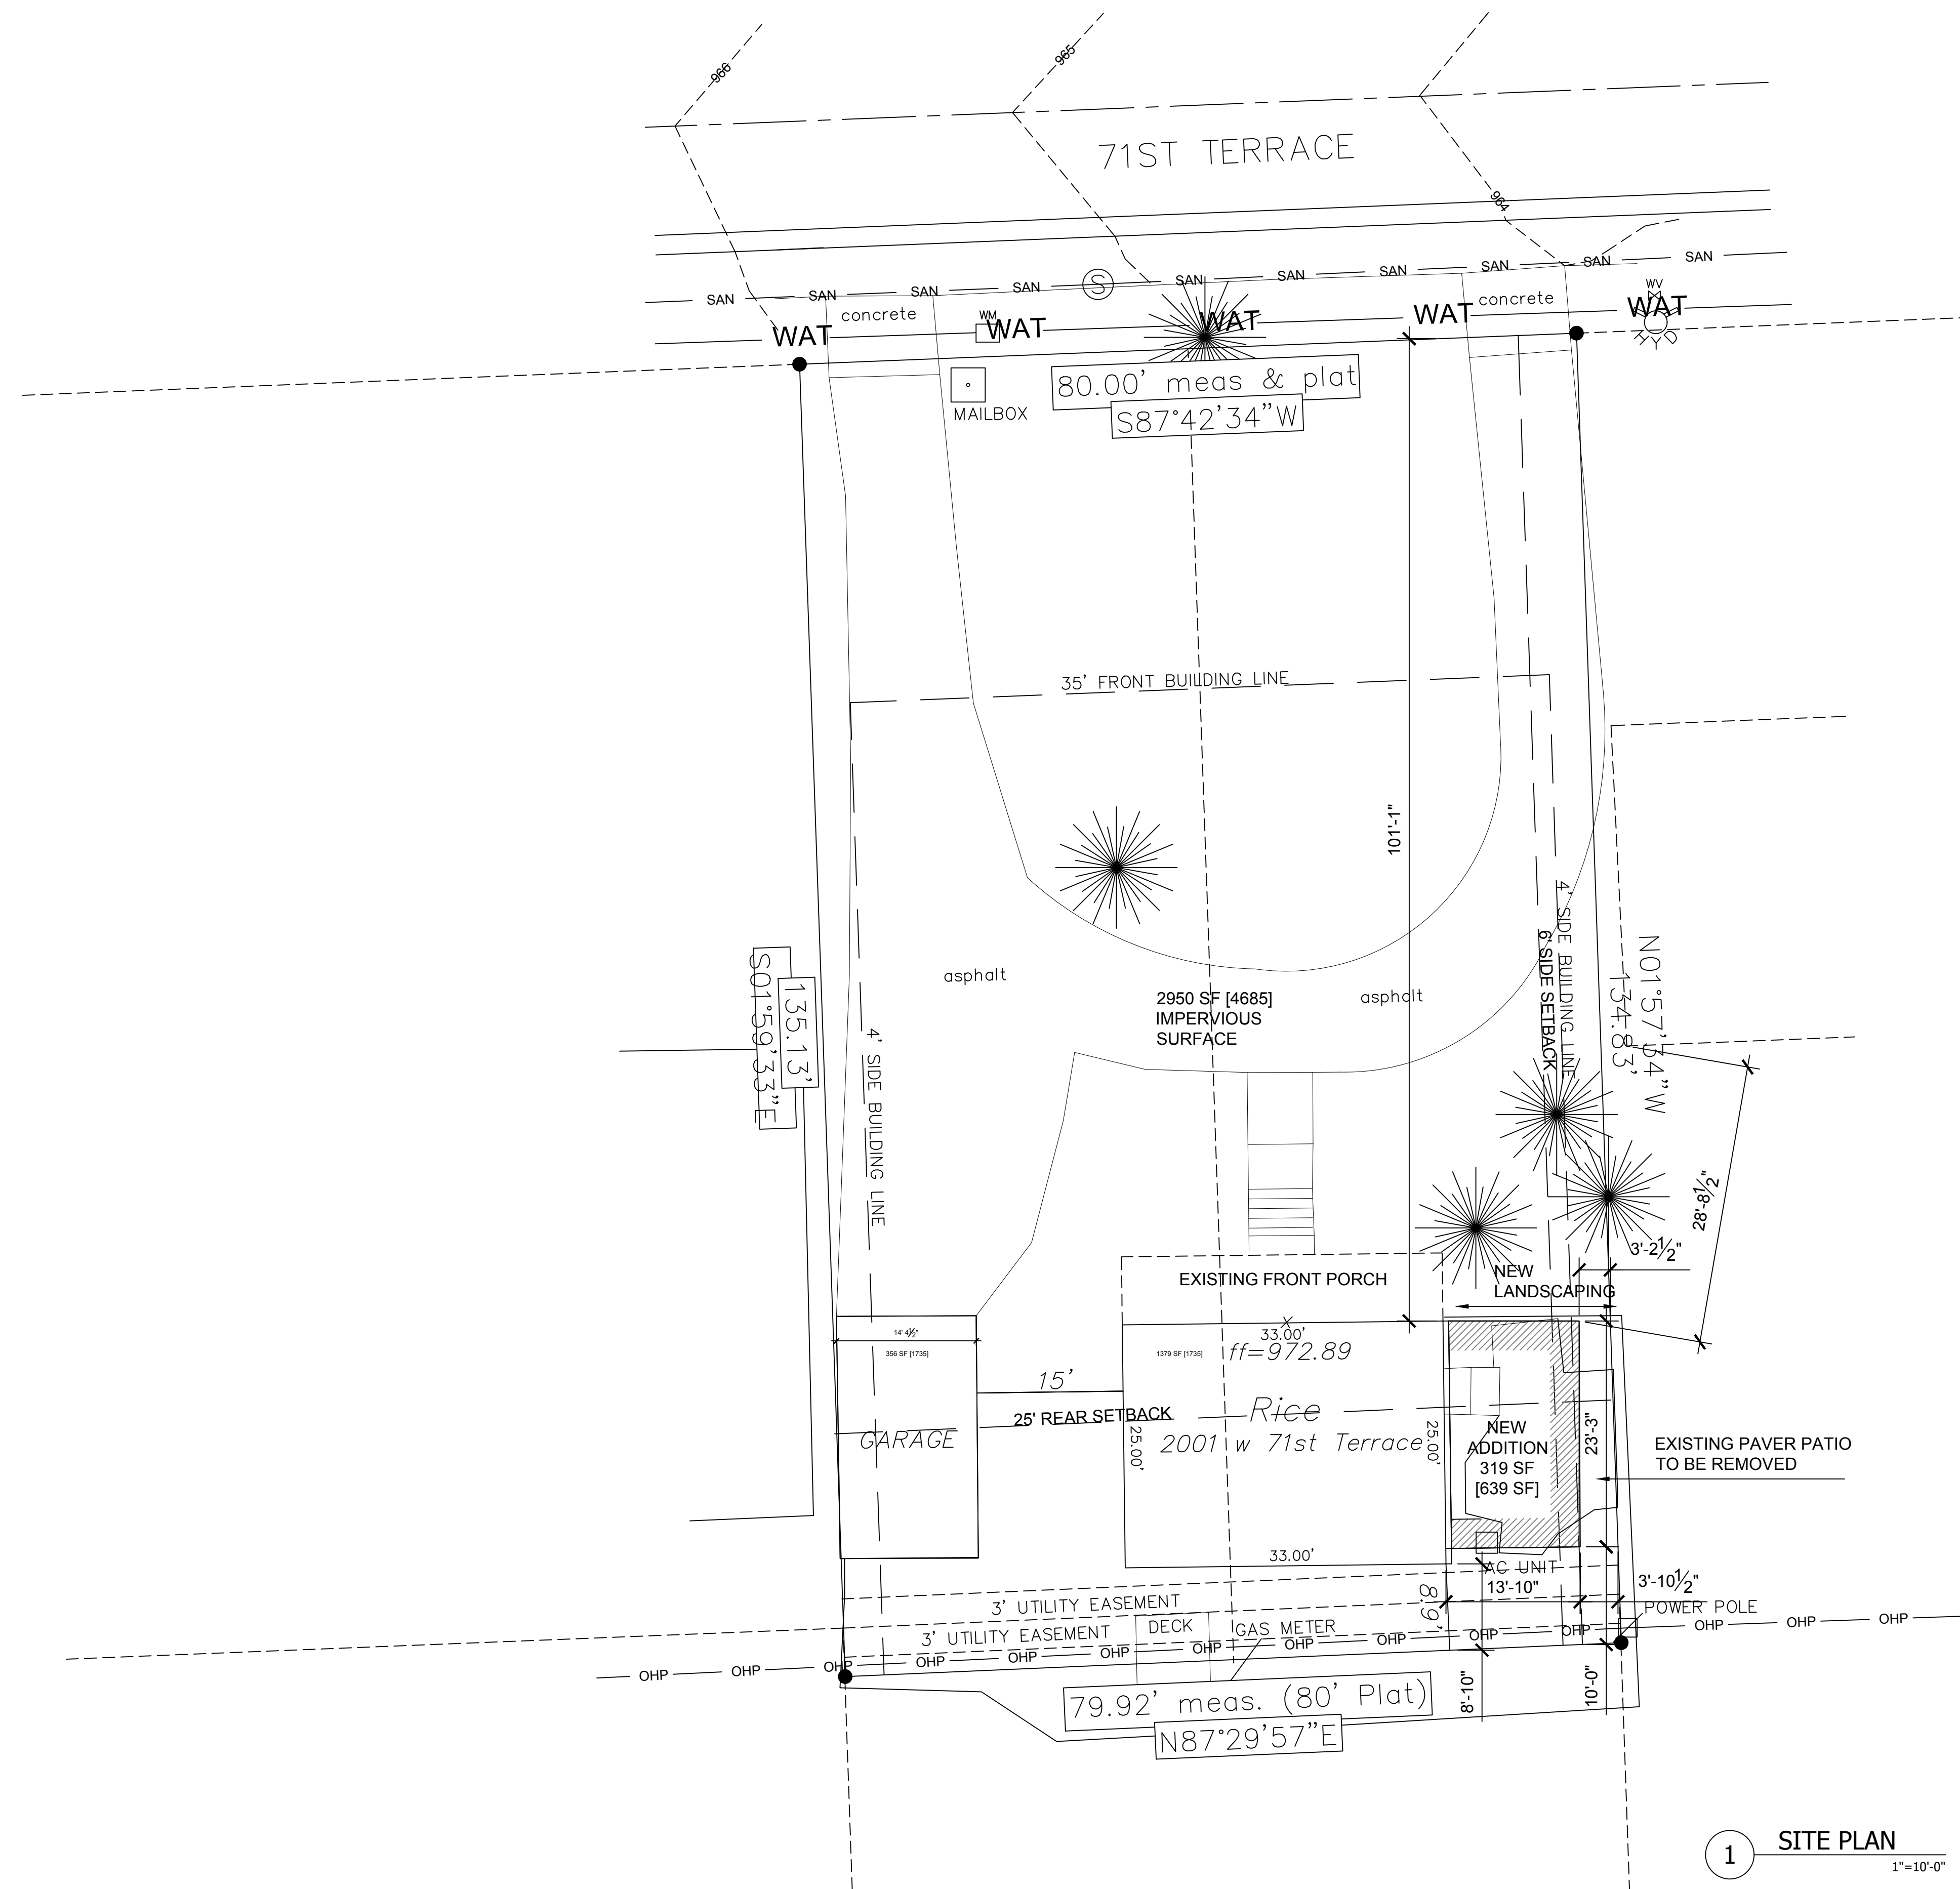 966
965
71ST TERRACE
964
SAN SAN SAN SAN SAN SAN SAN SAN SAN SAN
WV
concrete
WM
concrete
WAT WAT WAT WAT WAT
HYD
S
MAILBOX
80.00' meas & plat
S87°42'34"W
35' FRONT BUILDING LINE
101'-1"
4' SIDE BUILDING LINE
6' SIDE SETBACK
N01°57'34"W
134.83'
S01°59'33"E
135.13'
asphalt
2950 SF [4685]
IMPERVIOUS
SURFACE
asphalt
4' SIDE BUILDING LINE
28'-8½"
3'-2½"
EXISTING FRONT PORCH
NEW
LANDSCAPING
14'-4½"
356 SF [1735]
33.00'
1379 SF [1735]
ff=972.89
15'
25' REAR SETBACK
Rice
GARAGE
25.00'
2001 w 71st Terrace
25.00'
NEW
ADDITION
319 SF
[639 SF]
23'-3"
EXISTING PAVER PATIO
TO BE REMOVED
33.00'
AC UNIT
13'-10"
3'-10½"
8.9'
3' UTILITY EASEMENT
POWER POLE
3' UTILITY EASEMENT
DECK
GAS METER
OHP OHP OHP OHP OHP OHP OHP OHP OHP OHP OHP OHP OHP OHP
79.92' meas. (80' Plat)
N87°29'57"E
8'-10"
10'-0"
1
SITE PLAN
1"=10'-0"